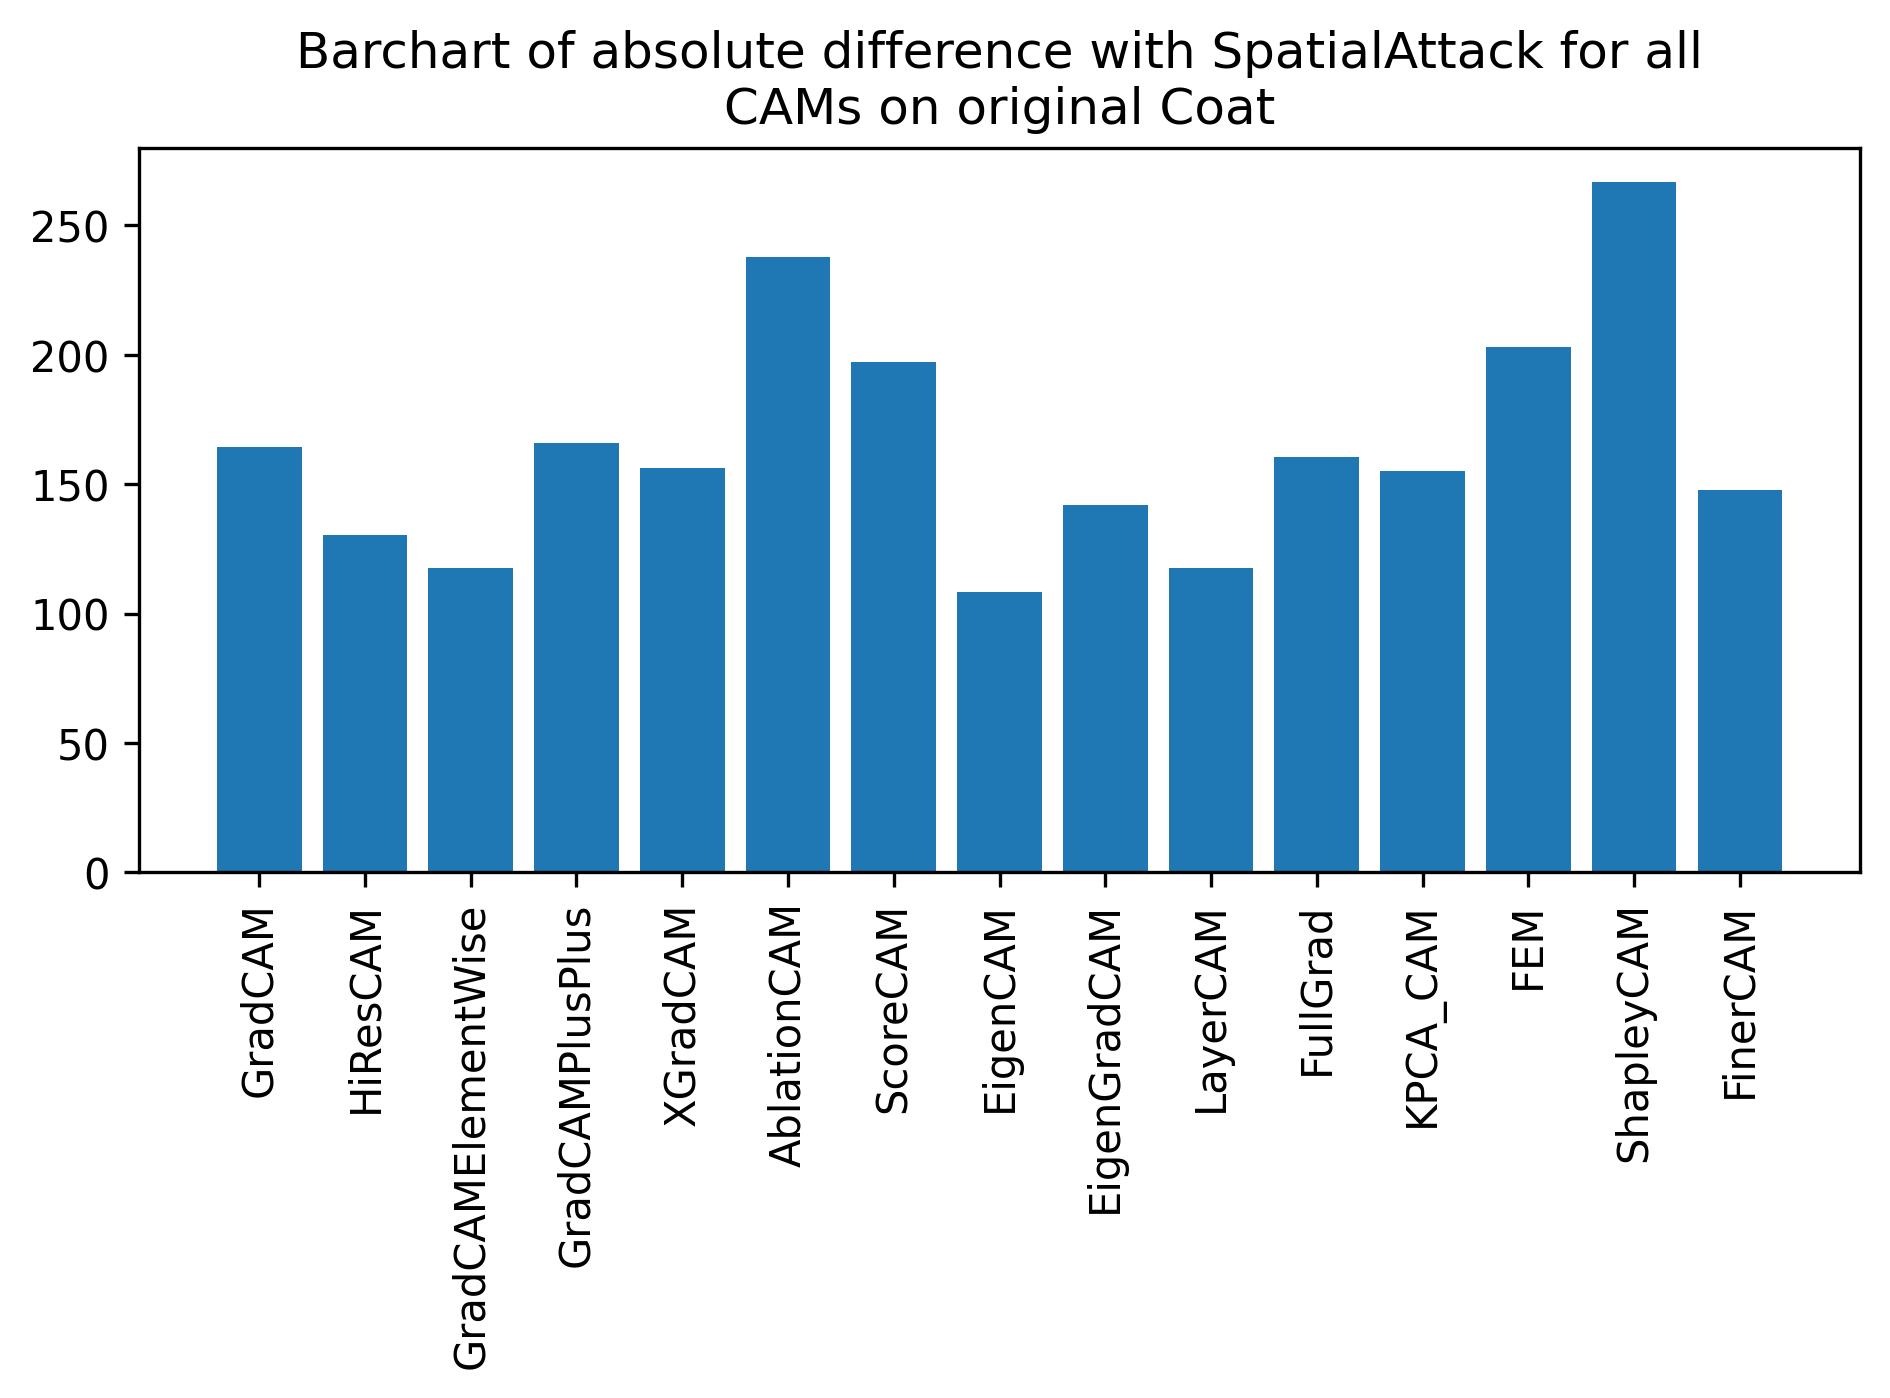 Barchart of absolute difference with SpatialAttack for all
CAMs on original Coat
250
200
150
100
50
0
GradCAM
HiResCAM
GradCAMElementWise
GradCAMPlusPlus
XGradCAM
AblationCAM
ScoreCAM
EigenCAM
EigenGradCAM
LayerCAM
FullGrad
KPCA_CAM
FEM
ShapleyCAM
FinerCAM